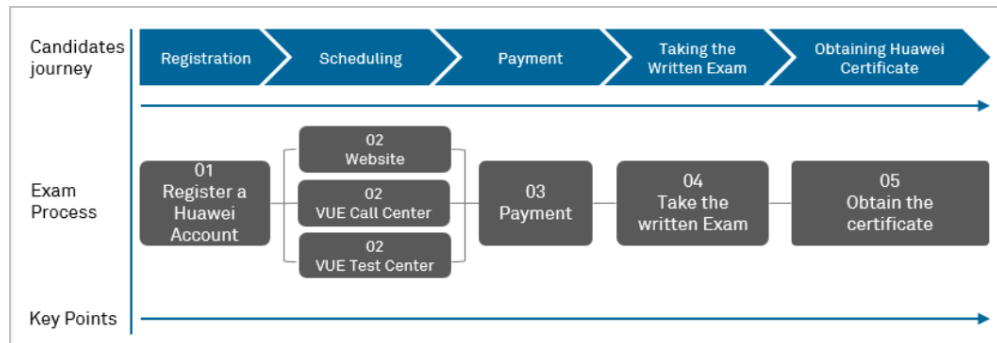 Candidates
journey
Registration
Scheduling
Payment
Taking the
Written Exam
Obtaining Huawei
Certificate
Exam
Process
01
Register a
Huawei
Account
02
Website
02
VUE Call Center
02
VUE Test Center
03
Payment
04
Take the
written Exam
05
Obtain the
certificate
Key Points